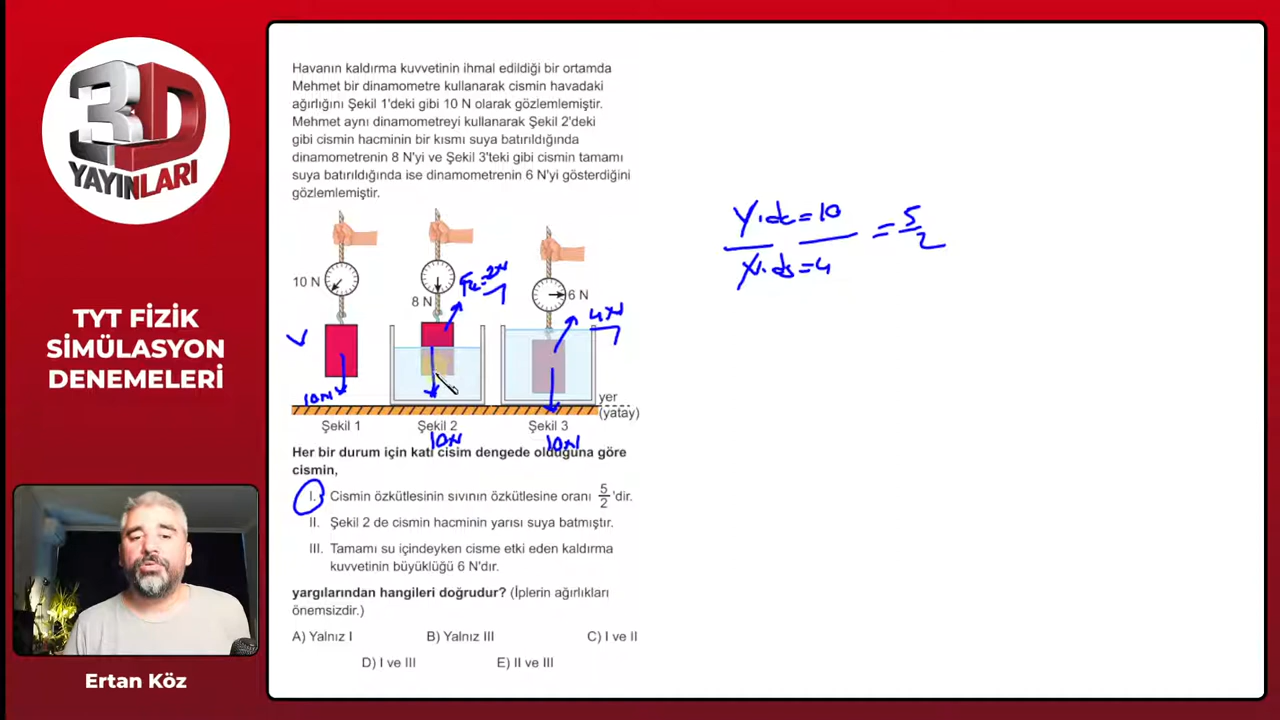 3D
YAYINLARI
TYT FİZİK
SİMÜLASYON
DENEMELERİ
Ertan Köz
Havanın kaldırma kuvvetinin ihmal edildiği bir ortamda
Mehmet bir dinamometre kullanarak cismin havadaki
ağırlığını Şekil 1'deki gibi 10 N olarak gözlemlemiştir.
Mehmet aynı dinamometreyi kullanarak Şekil 2'deki
gibi cismin hacminin bir kısmı suya batırıldığında
dinamometrenin 8 N'yi ve Şekil 3'teki gibi cismin tamamı
suya batırıldığında ise dinamometrenin 6 N'yi gösterdiğini
gözlemlemiştir.
10 N
8 N
6 N
V
Fk=2N
4N
10N
yer
(yatay)
Şekil 1
Şekil 2
Şekil 3
10N
10N
Her bir durum için katı cisim dengede olduğuna göre
cismin,
I. Cismin özkütlesinin sıvının özkütlesine oranı 5/2 'dir.
II. Şekil 2 de cismin hacminin yarısı suya batmıştır.
III. Tamamı su içindeyken cisme etki eden kaldırma
kuvvetinin büyüklüğü 6 N'dır.
yargılarından hangileri doğrudur? (İplerin ağırlıkları
önemsizdir.)
A) Yalnız I B) Yalnız III C) I ve II
D) I ve III E) II ve III
V.dc=10
V.ds=4
=5/2